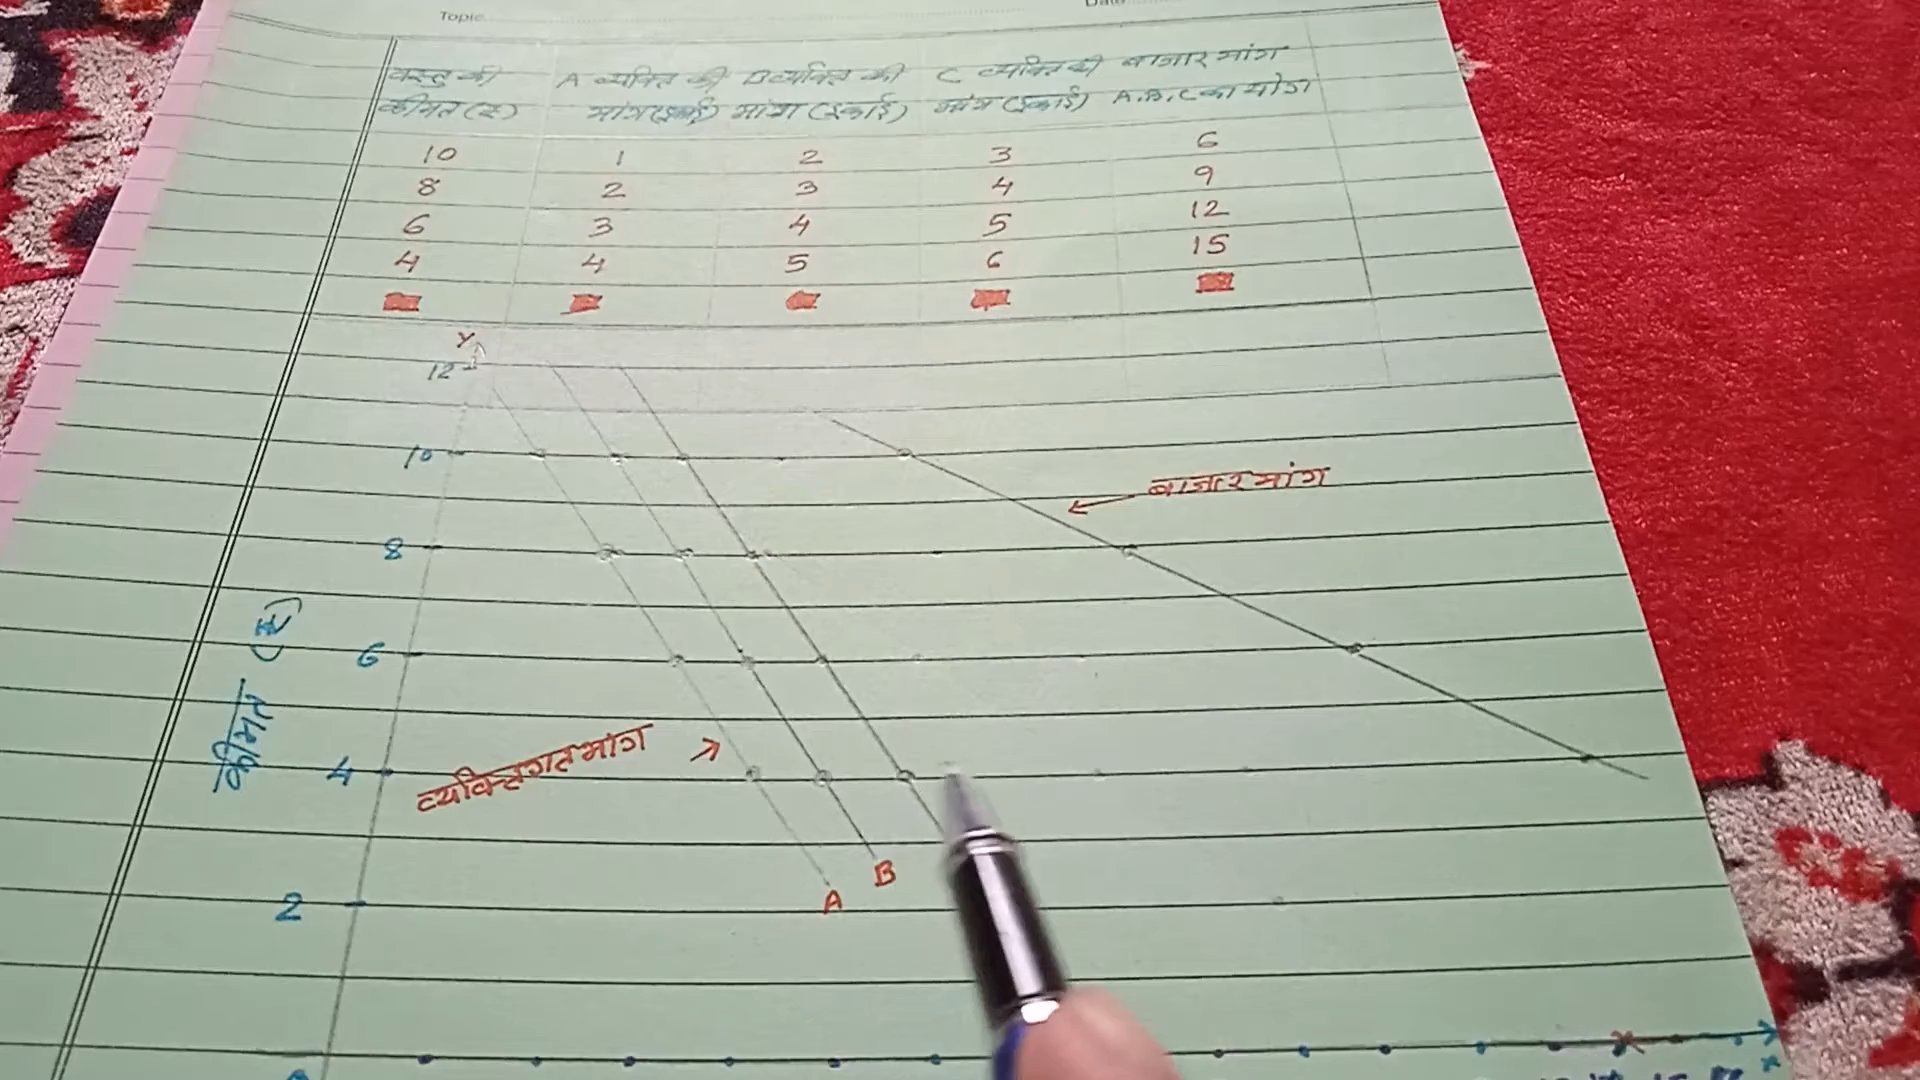 Topic
Date
वस्तु की A व्यक्ति की B व्यक्ति की C व्यक्ति की बाजार मांग
कीमत (रु) मांग (इकाई) मांग (इकाई) मांग (इकाई) A.B.C का योग
10 1 2 3 6
8 2 3 4 9
6 3 4 5 12
4 4 5 6 15
Y
12
10
बाजार मांग
8
6
कीमत (रु)
व्यक्तिगत मांग
4
B
A
2
x